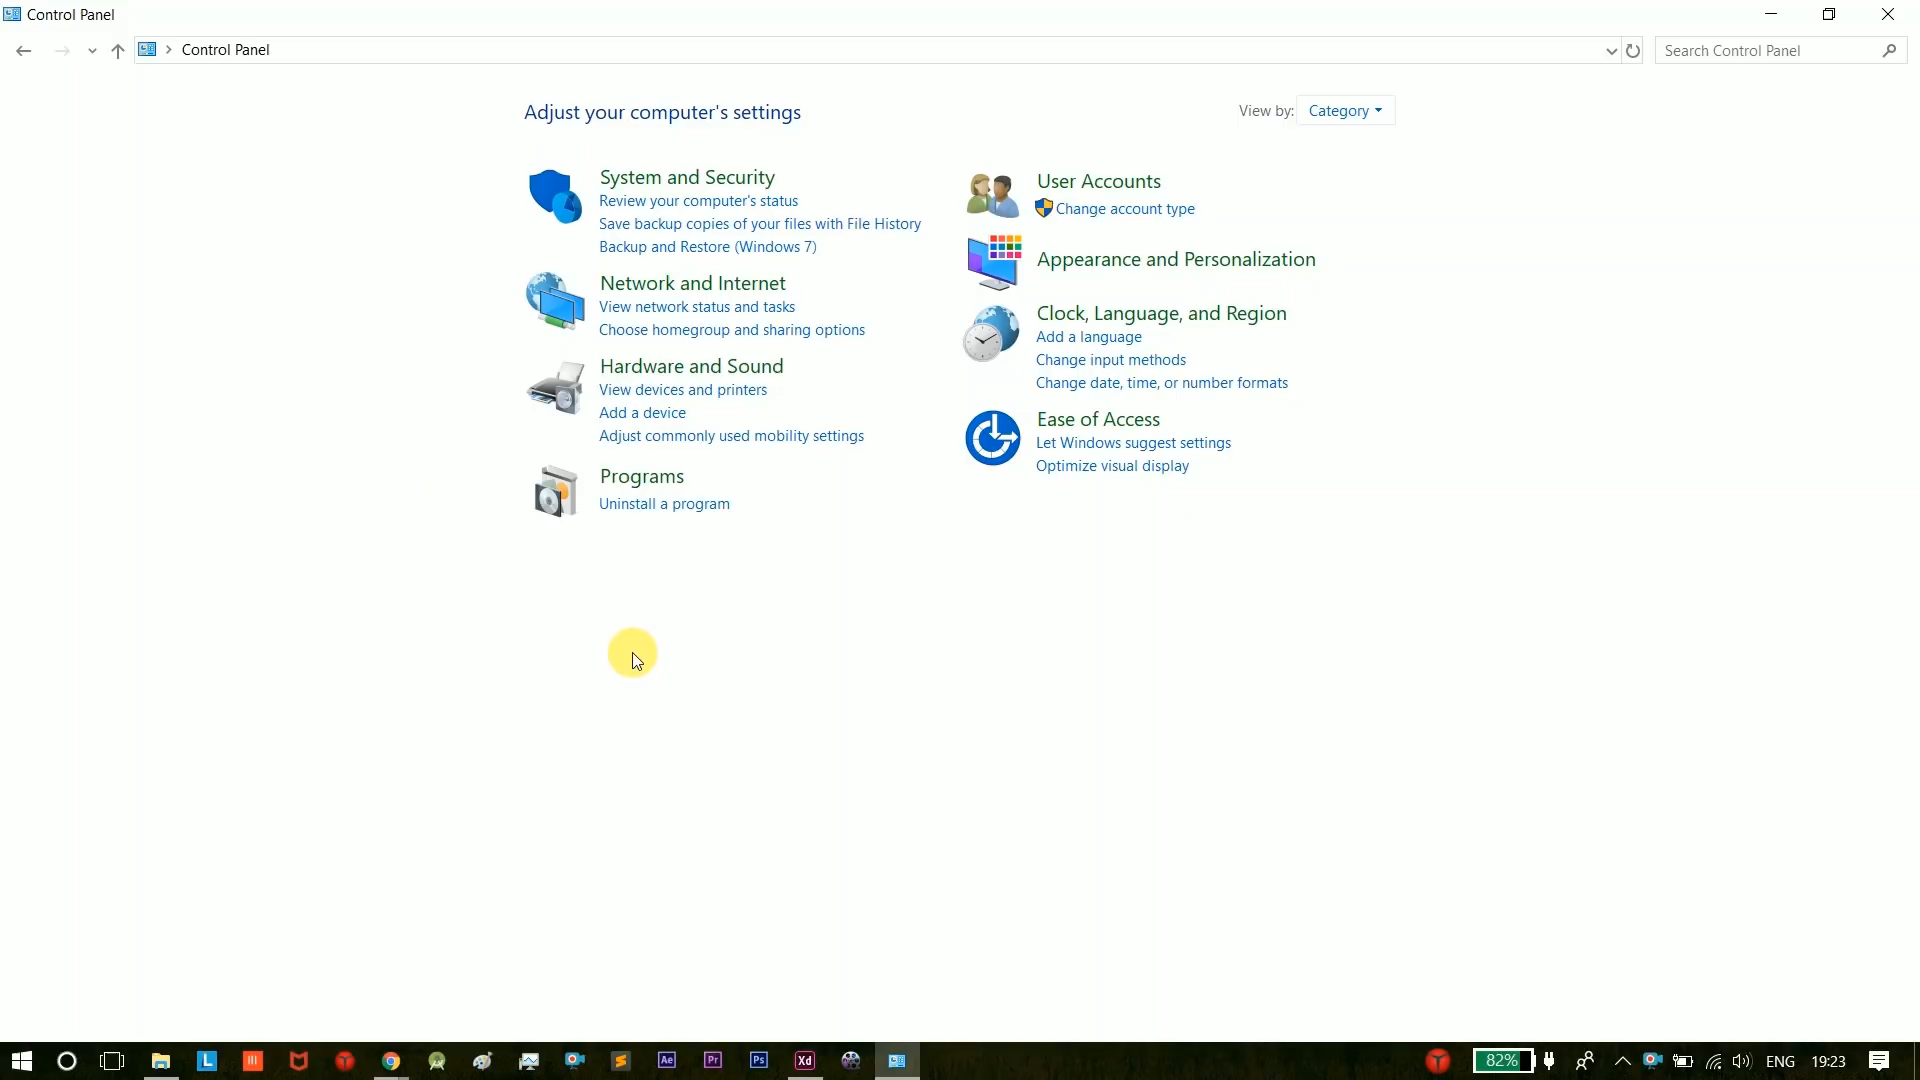 Control Panel
Control Panel
Search Control Panel
Adjust your computer's settings
View by: Category
System and Security
Review your computer's status
Save backup copies of your files with File History
Backup and Restore (Windows 7)
Network and Internet
View network status and tasks
Choose homegroup and sharing options
Hardware and Sound
View devices and printers
Add a device
Adjust commonly used mobility settings
Programs
Uninstall a program
User Accounts
Change account type
Appearance and Personalization
Clock, Language, and Region
Add a language
Change input methods
Change date, time, or number formats
Ease of Access
Let Windows suggest settings
Optimize visual display
L
Ae
Pr
Ps
Xd
82%
ENG
19:23